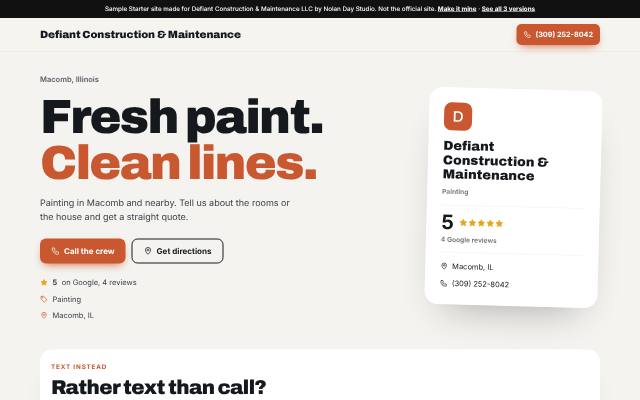 Sample Starter site made for Defiant Construction & Maintenance LLC by Nolan Day Studio. Not the official site. Make it mine · See all 3 versions
Defiant Construction & Maintenance
(309) 252-8042
Macomb, Illinois
Fresh paint.
Clean lines.
Painting in Macomb and nearby. Tell us about the rooms or
the house and get a straight quote.
Call the crew
Get directions
5 on Google, 4 reviews
Painting
Macomb, IL
D
Defiant
Construction &
Maintenance
Painting
5
4 Google reviews
Macomb, IL
(309) 252-8042
TEXT INSTEAD
Rather text than call?